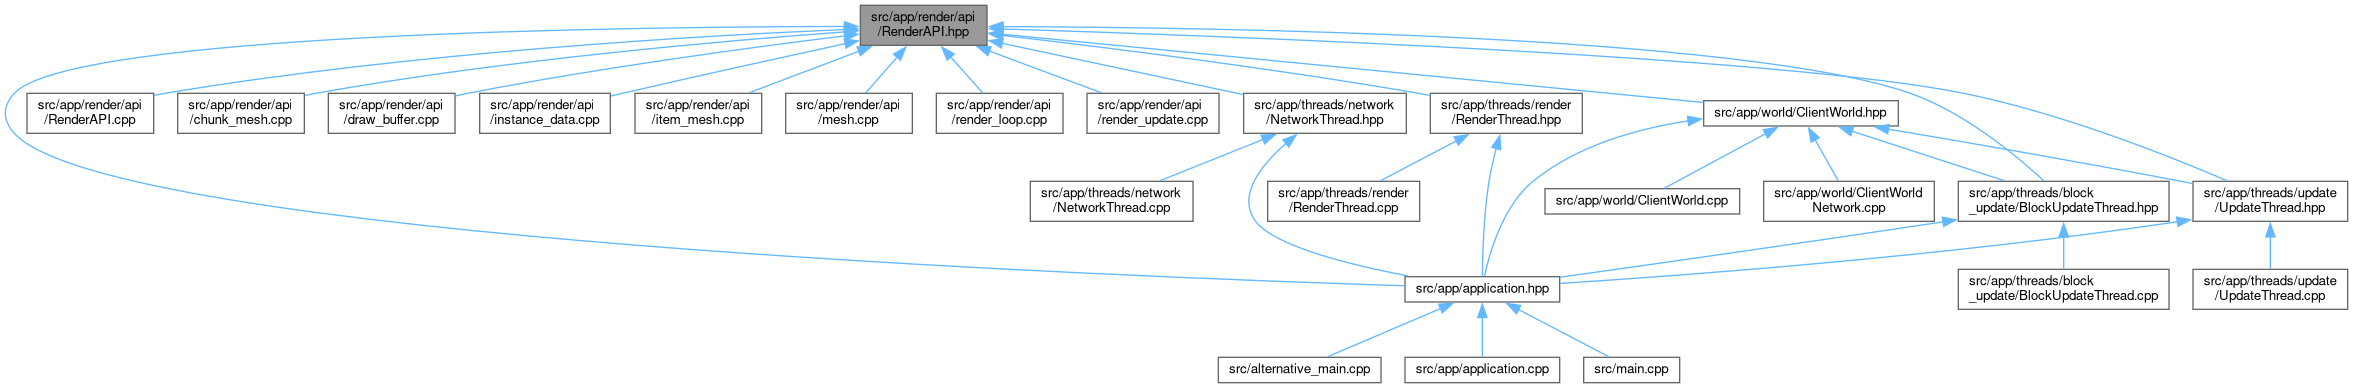 src/app/render/api
/RenderAPI.hpp
src/app/render/api
/RenderAPI.cpp
src/app/render/api
/chunk_mesh.cpp
src/app/render/api
/draw_buffer.cpp
src/app/render/api
/instance_data.cpp
src/app/render/api
/item_mesh.cpp
src/app/render/api
/mesh.cpp
src/app/render/api
/render_loop.cpp
src/app/render/api
/render_update.cpp
src/app/threads/network
/NetworkThread.hpp
src/app/threads/render
/RenderThread.hpp
src/app/world/ClientWorld.hpp
src/app/threads/network
/NetworkThread.cpp
src/app/threads/render
/RenderThread.cpp
src/app/world/ClientWorld.cpp
src/app/world/ClientWorld
Network.cpp
src/app/threads/block
_update/BlockUpdateThread.hpp
src/app/threads/update
/UpdateThread.hpp
src/app/application.hpp
src/app/threads/block
_update/BlockUpdateThread.cpp
src/app/threads/update
/UpdateThread.cpp
src/alternative_main.cpp
src/app/application.cpp
src/main.cpp